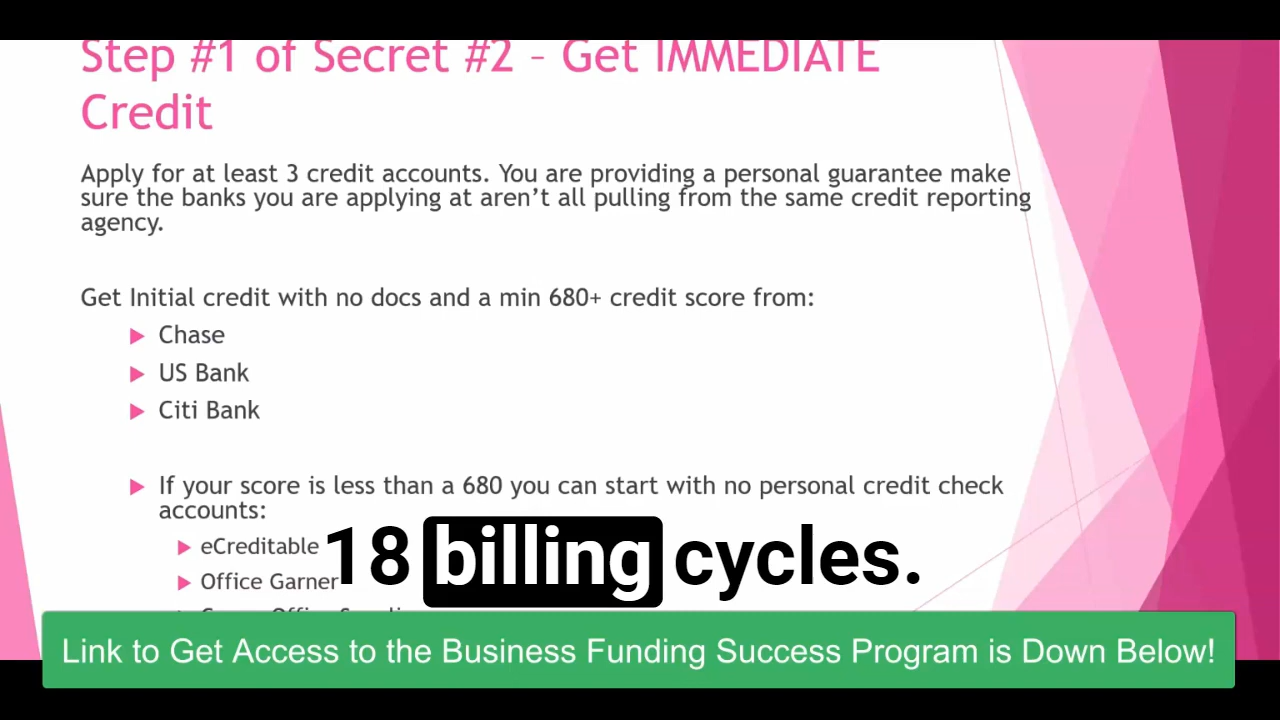 Step #1 of Secret #2 – Get IMMEDIATE
Credit
Apply for at least 3 credit accounts. You are providing a personal guarantee make
sure the banks you are applying at aren’t all pulling from the same credit reporting
agency.
Get Initial credit with no docs and a min 680+ credit score from:
Chase
US Bank
Citi Bank
If your score is less than a 680 you can start with no personal credit check
accounts:
eCreditable
Office Garner
18 billing cycles.
Link to Get Access to the Business Funding Success Program is Down Below!